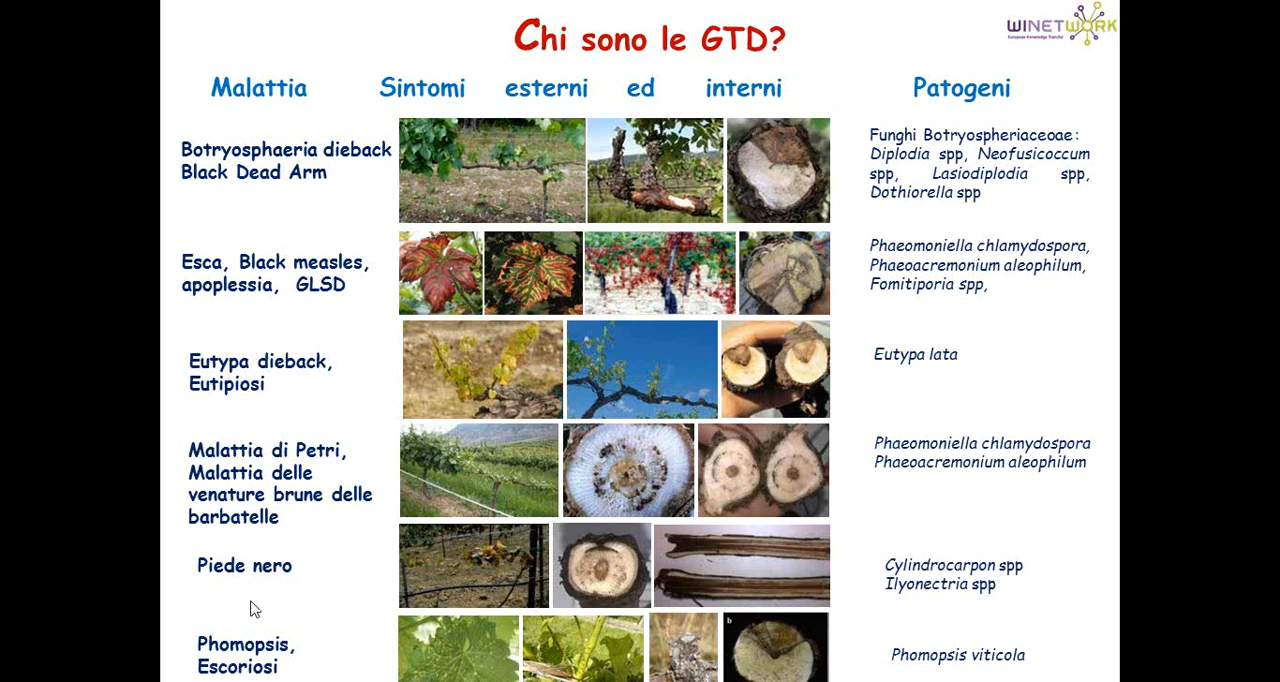 Chi sono le GTD?
WINETWORK
Malattia Sintomi esterni ed interni Patogeni
Botryosphaeria dieback
Black Dead Arm
Funghi Botryospheriaceoae:
Diplodia spp, Neofusicoccum
spp, Lasiodiplodia spp,
Dothiorella spp
Esca, Black measles,
apoplessia, GLSD
Phaeomoniella chlamydospora,
Phaeoacremonium aleophilum,
Fomitiporia spp,
Eutypa dieback,
Eutipiosi
Eutypa lata
Malattia di Petri,
Malattia delle
venature brune delle
barbatelle
Phaeomoniella chlamydospora
Phaeoacremonium aleophilum
Piede nero
Cylindrocarpon spp
Ilyonectria spp
Phomopsis,
Escoriosi
b
Phomopsis viticola